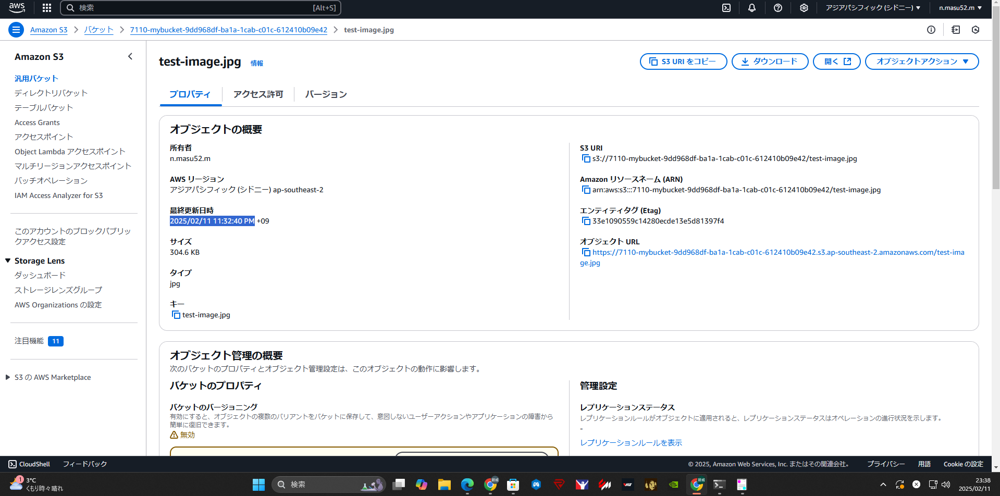 aws
検索 [Alt+S]
アジアパシフィック (シドニー) ▼
n.masu52.m ▼
Amazon S3 > バケット > 7110-mybucket-9dd968df-ba1a-1cab-c01c-612410b09e42 > test-image.jpg
Amazon S3
汎用バケット
ディレクトリバケット
テーブルバケット
Access Grants
アクセスポイント
Object Lambda アクセスポイント
マルチリージョンアクセスポイント
バッチオペレーション
IAM Access Analyzer for S3
このアカウントのブロックパブリッ
クアクセス設定
Storage Lens
ダッシュボード
ストレージレンズグループ
AWS Organizations の設定
注目機能 11
S3 の AWS Marketplace
test-image.jpg 情報
S3 URI をコピー
ダウンロード
開く
オブジェクトアクション ▼
プロパティ
アクセス許可
バージョン
オブジェクトの概要
所有者
n.masu52.m
AWS リージョン
アジアパシフィック (シドニー) ap-southeast-2
最終更新日時
2025/02/11 11:32:40 PM +09
サイズ
304.6 KB
タイプ
jpg
キー
test-image.jpg
S3 URI
s3://7110-mybucket-9dd968df-ba1a-1cab-c01c-612410b09e42/test-image.jpg
Amazon リソースネーム (ARN)
arn:aws:s3:::7110-mybucket-9dd968df-ba1a-1cab-c01c-612410b09e42/test-image.jpg
エンティティタグ (Etag)
33e1090559c14280ecde13e5d81397f4
オブジェクト URL
https://7110-mybucket-9dd968df-ba1a-1cab-c01c-612410b09e42.s3.ap-southeast-2.amazonaws.com/test-ima
ge.jpg
オブジェクト管理の概要
次のバケットのプロパティとオブジェクト管理設定は、このオブジェクトの動作に影響します。
バケットのプロパティ
バケットのバージョニング
有効にすると、オブジェクトの複数のバリアントをバケットに保存して、意図しないユーザーアクションやアプリケーションの障害から
簡単に復旧できます。
無効
管理設定
レプリケーションステータス
レプリケーションルールがオブジェクトに適用されると、レプリケーションステータスはオペレーションの進行状況を示します。
-
レプリケーションルールを表示
CloudShell
フィードバック
© 2025, Amazon Web Services, Inc. またはその関連会社。
プライバシー
用語
Cookie の設定
1
3°C
くもり時々晴れ
検索
23:38
2025/02/11